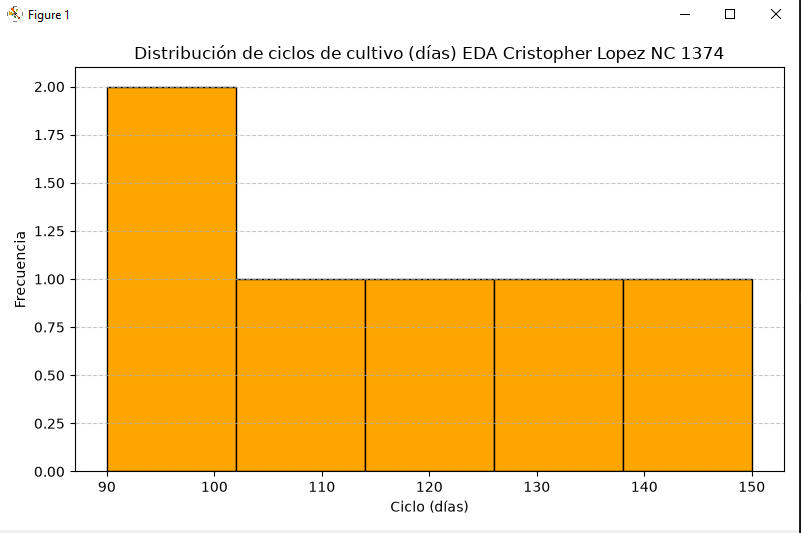 Figure 1
Distribución de ciclos de cultivo (días) EDA Cristopher Lopez NC 1374
2.00
1.75
1.50
1.25
1.00
0.75
0.50
0.25
0.00
Frecuencia
90 100 110 120 130 140 150
Ciclo (días)